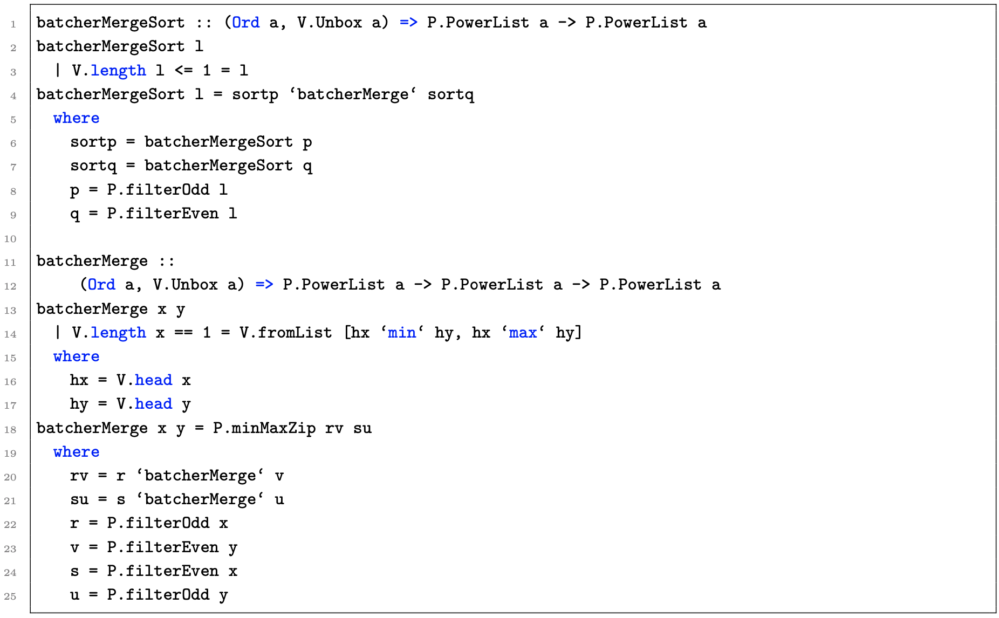 1 batcherMergeSort :: (Ord a, V.Unbox a) => P.PowerList a -> P.PowerList a
2 batcherMergeSort l
3   | V.length l <= 1 = l
4 batcherMergeSort l = sortp ‘batcherMerge‘ sortq
5   where
6     sortp = batcherMergeSort p
7     sortq = batcherMergeSort q
8     p = P.filterOdd l
9     q = P.filterEven l
10
11 batcherMerge ::
12      (Ord a, V.Unbox a) => P.PowerList a -> P.PowerList a -> P.PowerList a
13 batcherMerge x y
14   | V.length x == 1 = V.fromList [hx ‘min‘ hy, hx ‘max‘ hy]
15   where
16     hx = V.head x
17     hy = V.head y
18 batcherMerge x y = P.minMaxZip rv su
19   where
20     rv = r ‘batcherMerge‘ v
21     su = s ‘batcherMerge‘ u
22     r = P.filterOdd x
23     v = P.filterEven y
24     s = P.filterEven x
25     u = P.filterOdd y